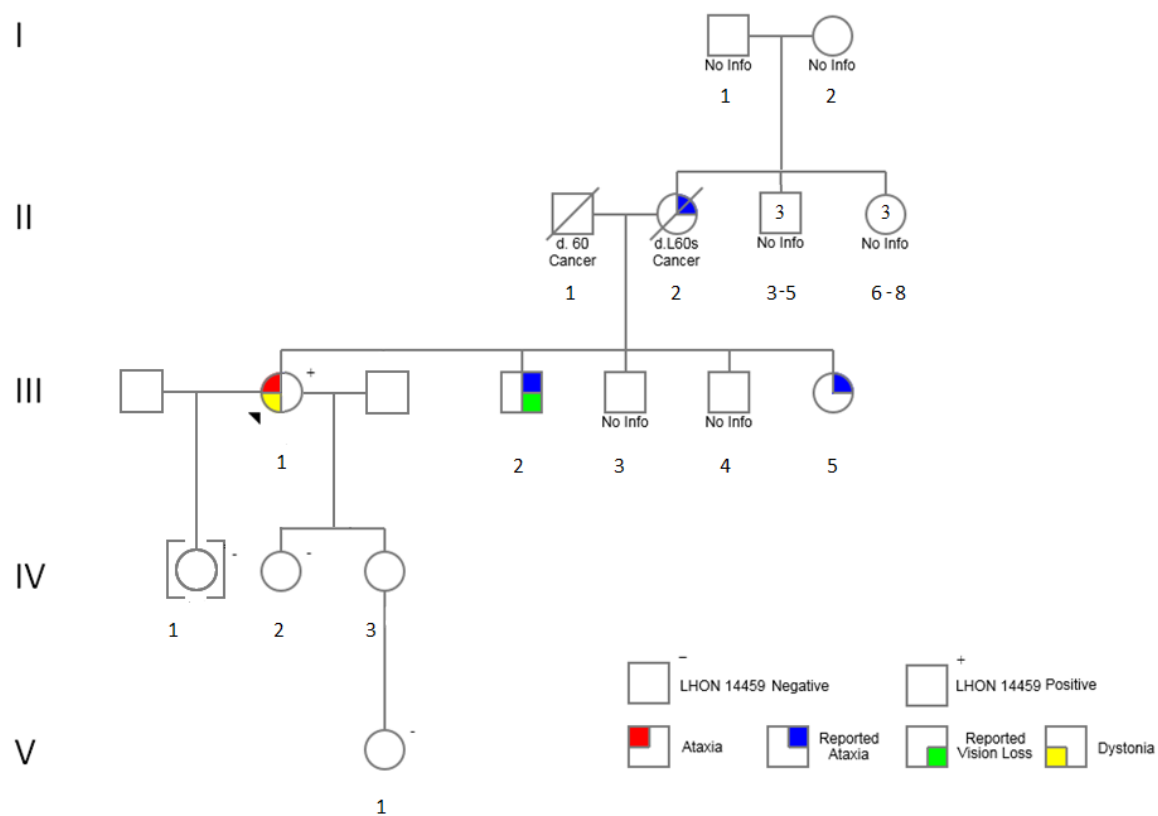 I
No Info
No Info
1
2
II
3
3
d. 60
Cancer
d.L60s
Cancer
No Info
No Info
1
2
3-5
6-8
III
+
No Info
No Info
1
2
3
4
5
IV
-
-
1
2
3
–
LHON 14459 Negative
+
LHON 14459 Positive
Ataxia
Reported
Ataxia
Reported
Vision Loss
Dystonia
V
-
1